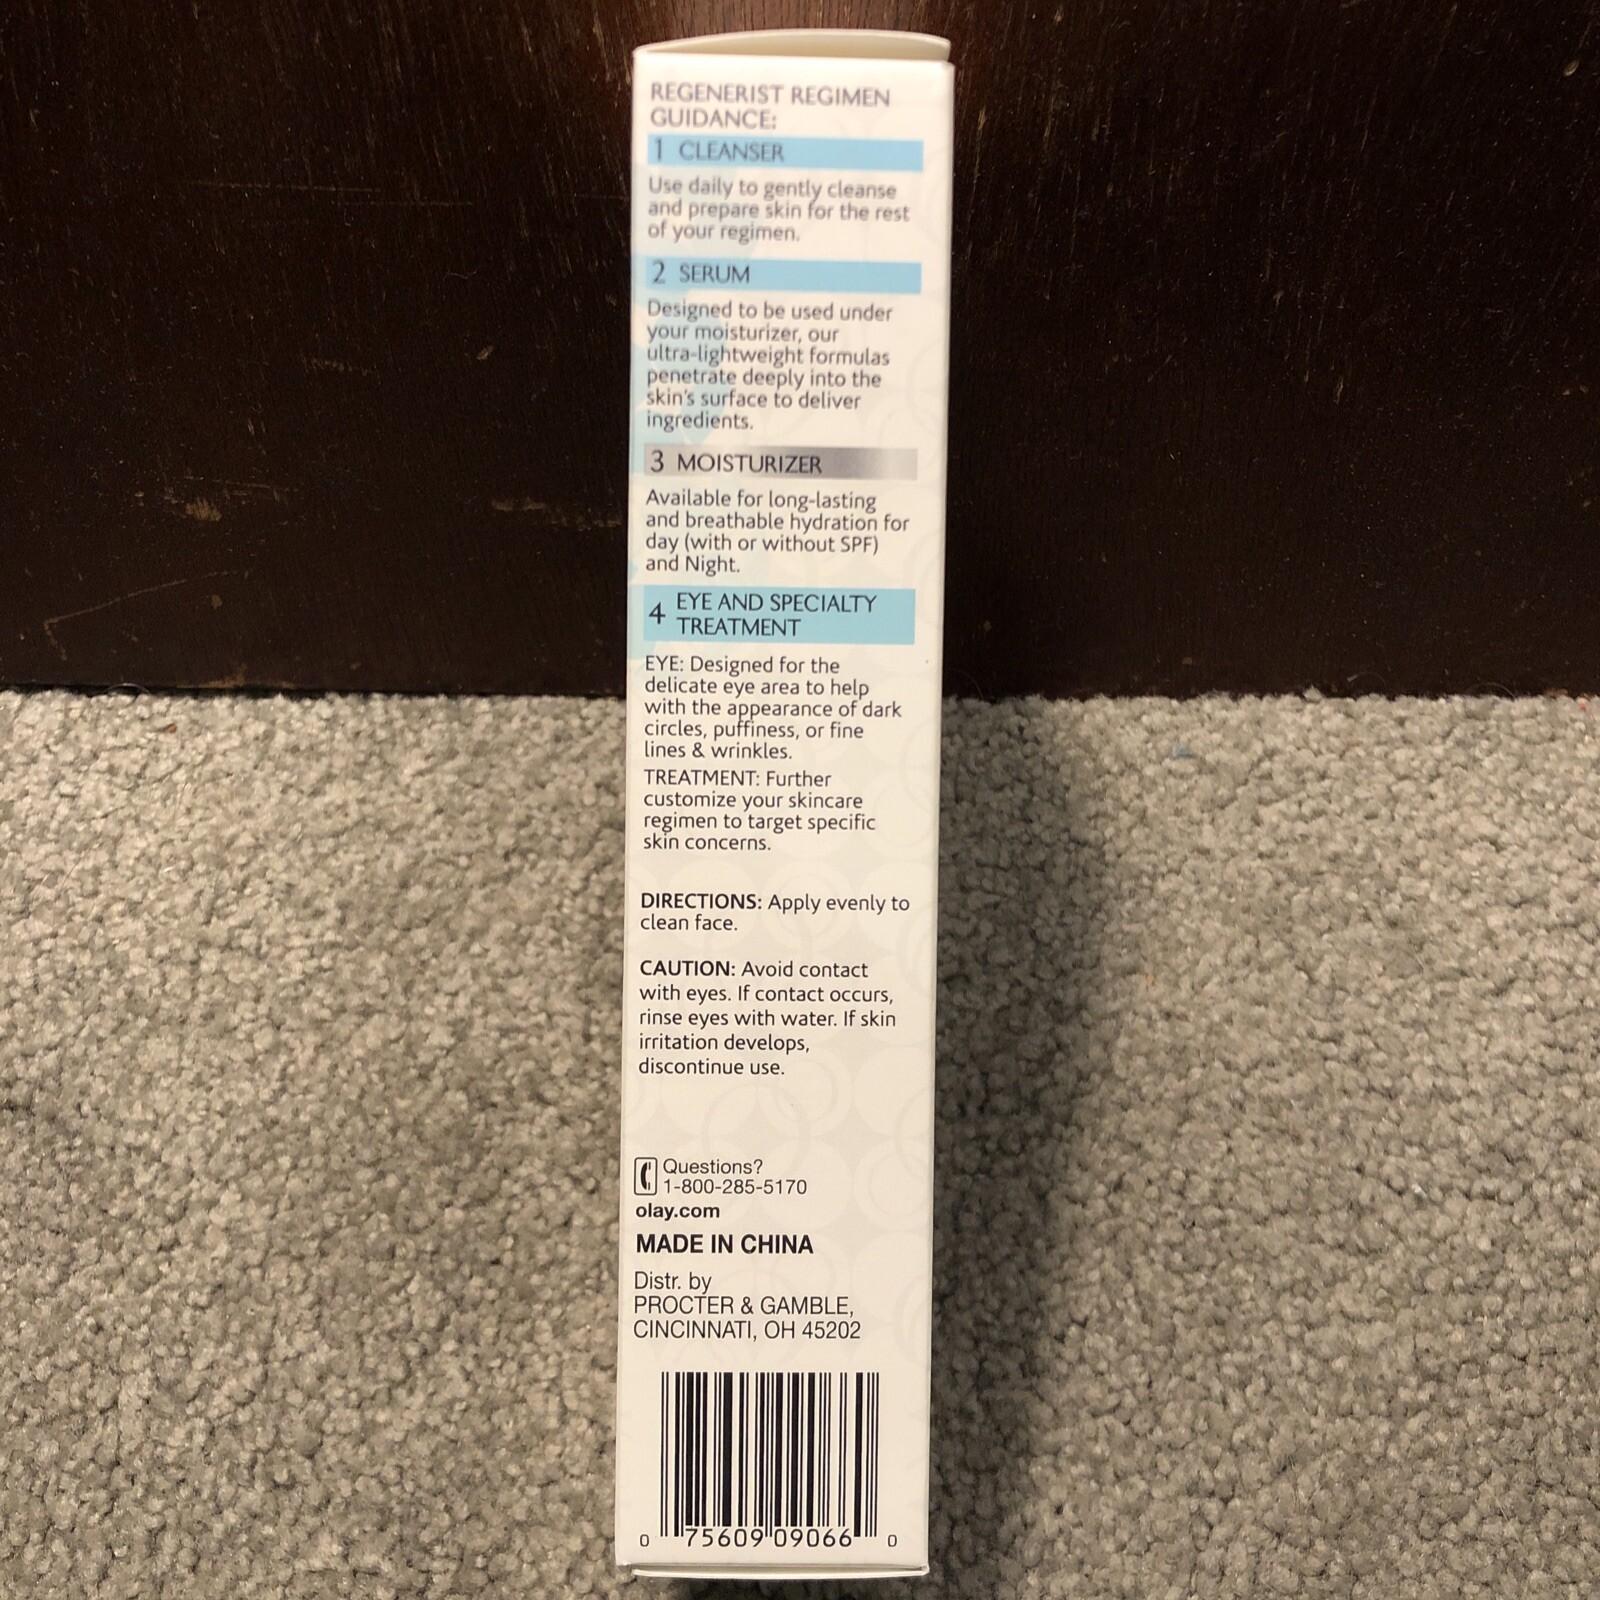 REGENERIST REGIMEN
GUIDANCE:
1 CLEANSER
Use daily to gently cleanse
and prepare skin for the rest
of your regimen.
2 SERUM
Designed to be used under
your moisturizer, our
ultra-lightweight formulas
penetrate deeply into the
skin's surface to deliver
ingredients.
3 MOISTURIZER
Available for long-lasting
and breathable hydration for
day (with or without SPF)
and Night.
4 EYE AND SPECIALTY
TREATMENT
EYE: Designed for the
delicate eye area to help
with the appearance of dark
circles, puffiness, or fine
lines & wrinkles.
TREATMENT: Further
customize your skincare
regimen to target specific
skin concerns.
DIRECTIONS: Apply evenly to
clean face.
CAUTION: Avoid contact
with eyes. If contact occurs,
rinse eyes with water. If skin
irritation develops,
discontinue use.
Questions?
1-800-285-5170
olay.com
MADE IN CHINA
Distr. by
PROCTER & GAMBLE,
CINCINNATI, OH 45202
0 75609 09066 0